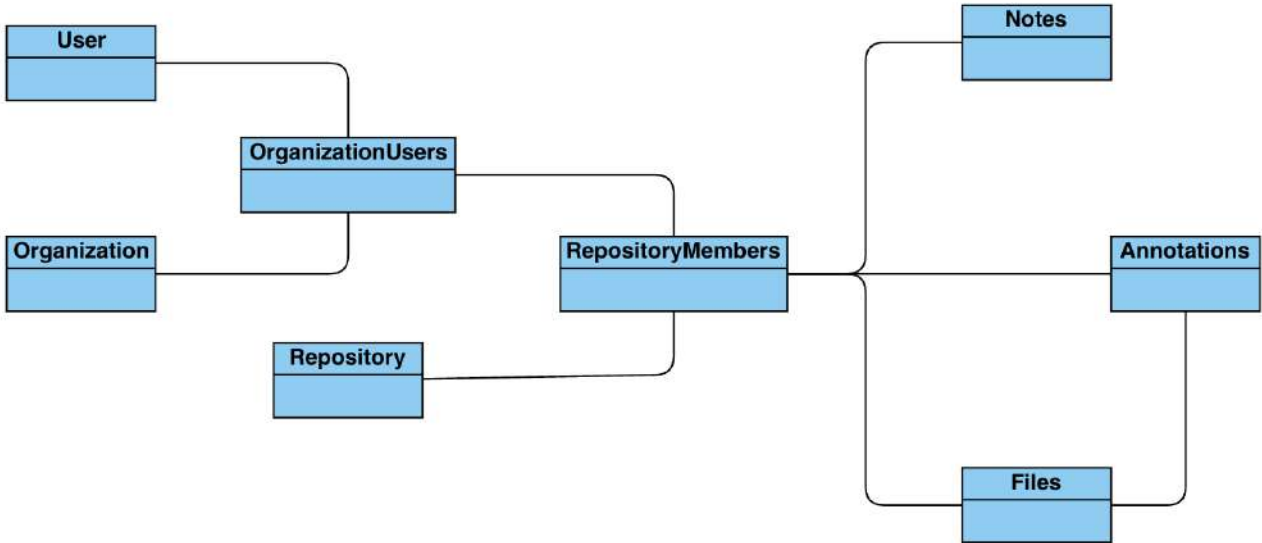 Notes
User
OrganizationUsers
Organization
RepositoryMembers
Annotations
Repository
Files